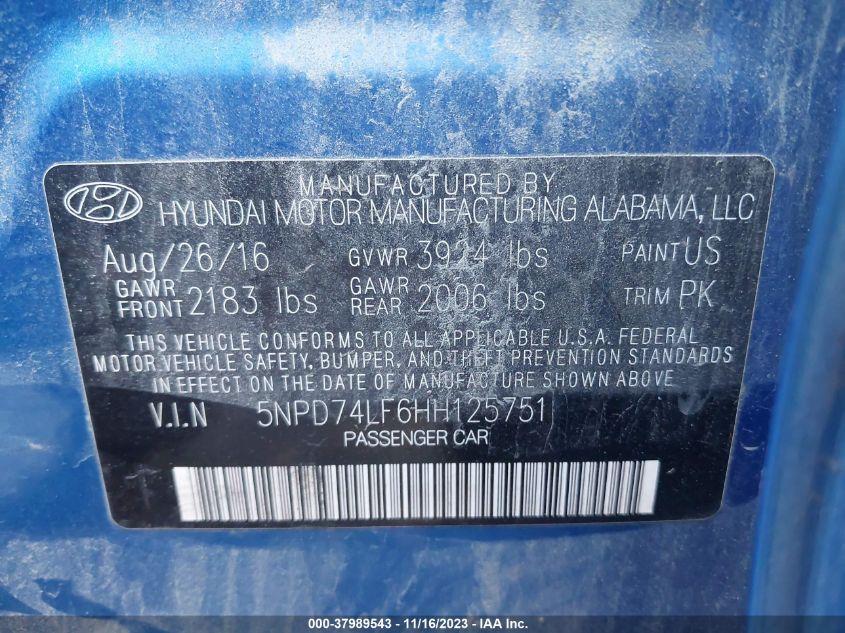 MANUFACTURED BY
HYUNDAI MOTOR MANUFACTURING ALABAMA, LLC
Aug/26/16 GVWR 3924 lbs PAINT US
GAWR FRONT 2183 lbs GAWR REAR 2006 lbs TRIM PK
THIS VEHICLE CONFORMS TO ALL APPLICABLE U.S.A. FEDERAL
MOTOR VEHICLE SAFETY, BUMPER, AND THEFT PREVENTION STANDARDS
IN EFFECT ON THE DATE OF MANUFACTURE SHOWN ABOVE
V.I.N 5NPD74LF6HH125751
PASSENGER CAR
000-37989543 - 11/16/2023 - IAA Inc.